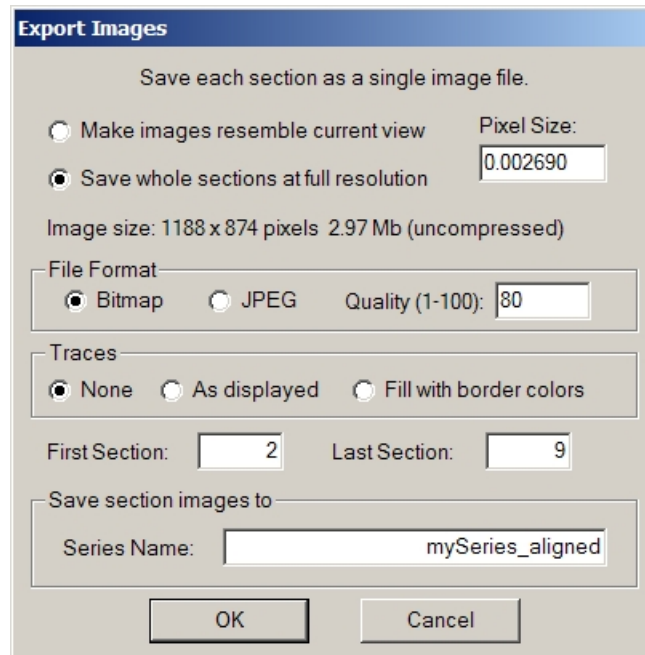 Export Images
Save each section as a single image file.
Make images resemble current view
Pixel Size:
0.002690
Save whole sections at full resolution
Image size: 1188 x 874 pixels 2.97 Mb (uncompressed)
File Format
Bitmap JPEG Quality (1-100): 80
Traces
None As displayed Fill with border colors
First Section: 2 Last Section: 9
Save section images to
Series Name: mySeries_aligned
OK Cancel